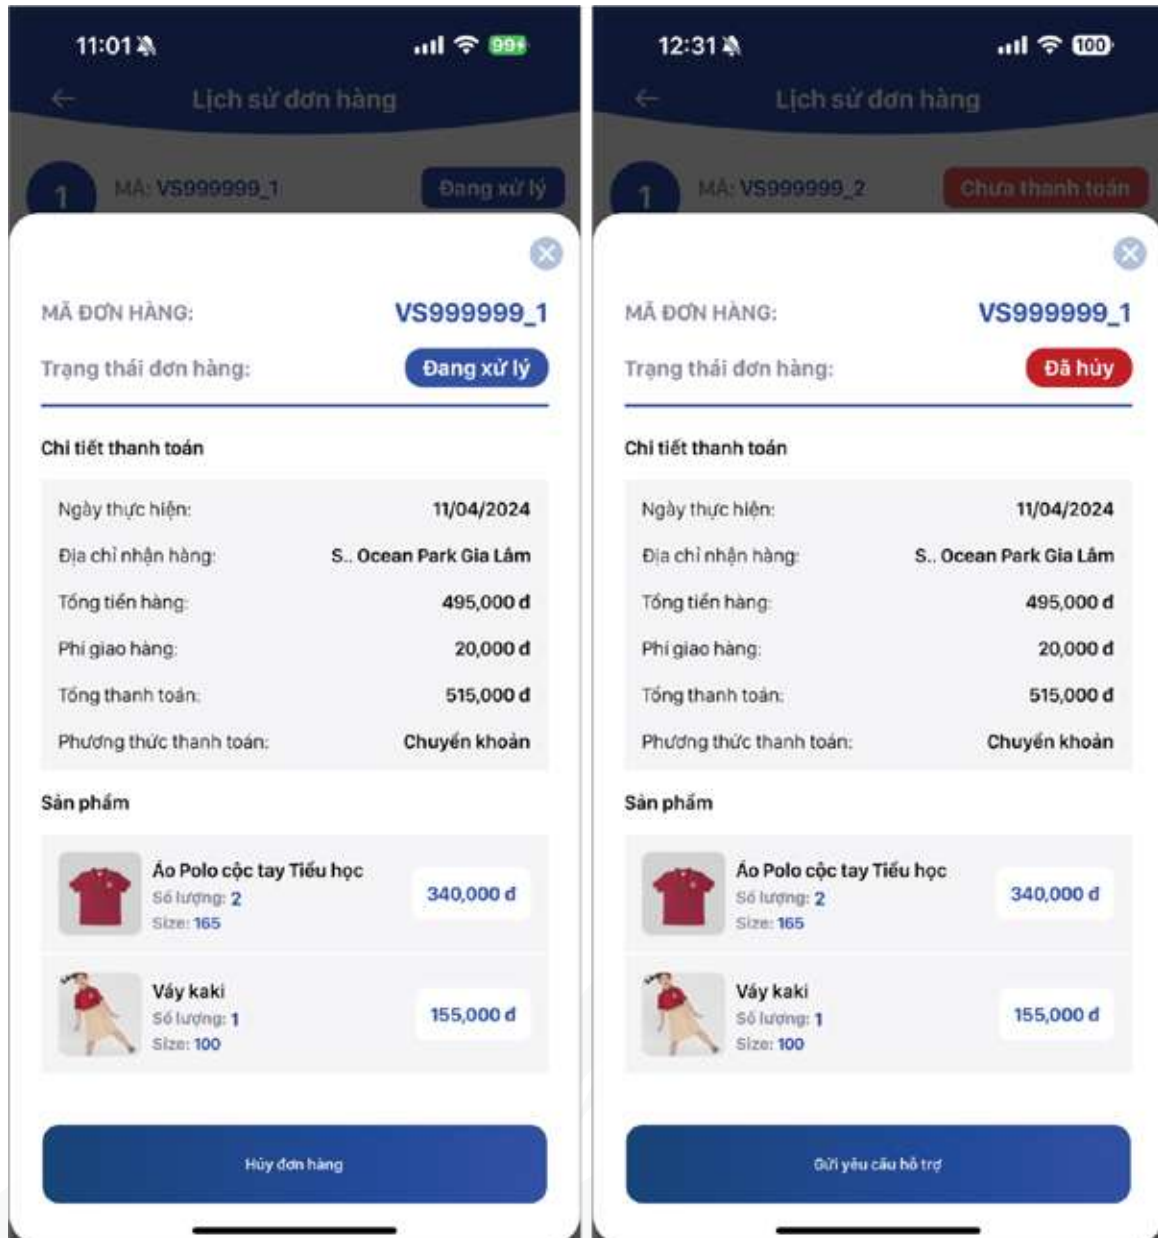 11:01
99+
Lịch sử đơn hàng
1
MÃ: VS999999_1
Đang xử lý
MÃ ĐƠN HÀNG:
VS999999_1
Trạng thái đơn hàng:
Đang xử lý
Chi tiết thanh toán
Ngày thực hiện:
11/04/2024
Địa chỉ nhận hàng:
S.. Ocean Park Gia Lâm
Tổng tiền hàng:
495,000 đ
Phí giao hàng:
20,000 đ
Tổng thanh toán:
515,000 đ
Phương thức thanh toán:
Chuyển khoản
Sản phẩm
Áo Polo cộc tay Tiểu học
Số lượng: 2
Size: 165
340,000 đ
Váy kaki
Số lượng: 1
Size: 100
155,000 đ
Hủy đơn hàng
12:31
100
Lịch sử đơn hàng
1
MÃ: VS999999_2
Chưa thanh toán
MÃ ĐƠN HÀNG:
VS999999_1
Trạng thái đơn hàng:
Đã hủy
Chi tiết thanh toán
Ngày thực hiện:
11/04/2024
Địa chỉ nhận hàng:
S.. Ocean Park Gia Lâm
Tổng tiền hàng:
495,000 đ
Phí giao hàng:
20,000 đ
Tổng thanh toán:
515,000 đ
Phương thức thanh toán:
Chuyển khoản
Sản phẩm
Áo Polo cộc tay Tiểu học
Số lượng: 2
Size: 165
340,000 đ
Váy kaki
Số lượng: 1
Size: 100
155,000 đ
Gửi yêu cầu hỗ trợ